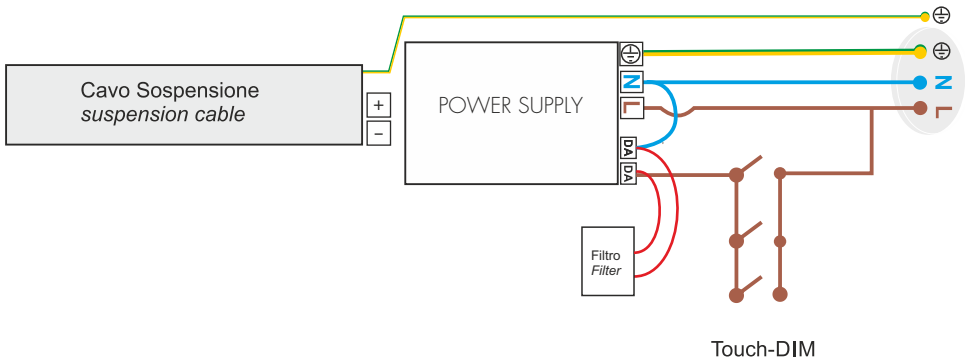 Cavo Sospensione
suspension cable
+
−
POWER SUPPLY
N
L
DA
DA
N
L
Filtro
Filter
Touch-DIM